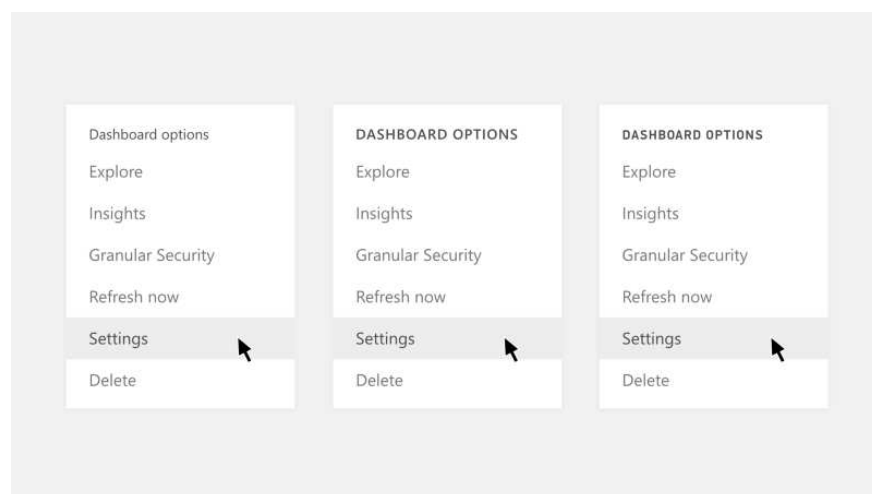 Dashboard options
Explore
Insights
Granular Security
Refresh now
Settings
Delete
DASHBOARD OPTIONS
Explore
Insights
Granular Security
Refresh now
Settings
Delete
DASHBOARD OPTIONS
Explore
Insights
Granular Security
Refresh now
Settings
Delete